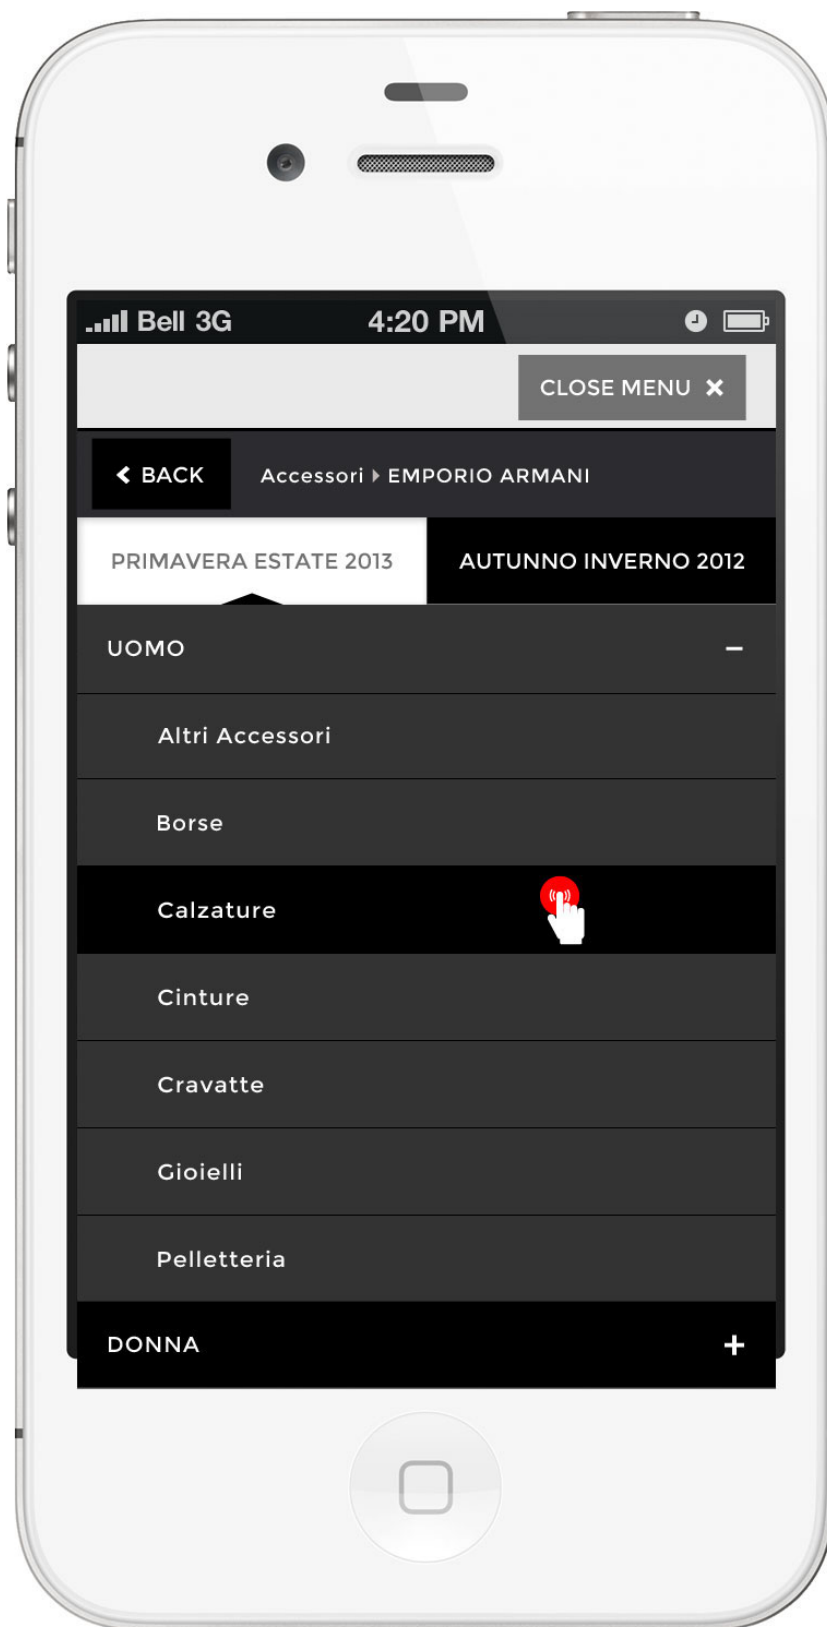 Bell 3G 4:20 PM
CLOSE MENU
BACK Accessori EMPORIO ARMANI
PRIMAVERA ESTATE 2013 AUTUNNO INVERNO 2012
UOMO
Altri Accessori
Borse
Calzature
Cinture
Cravatte
Gioielli
Pelletteria
DONNA